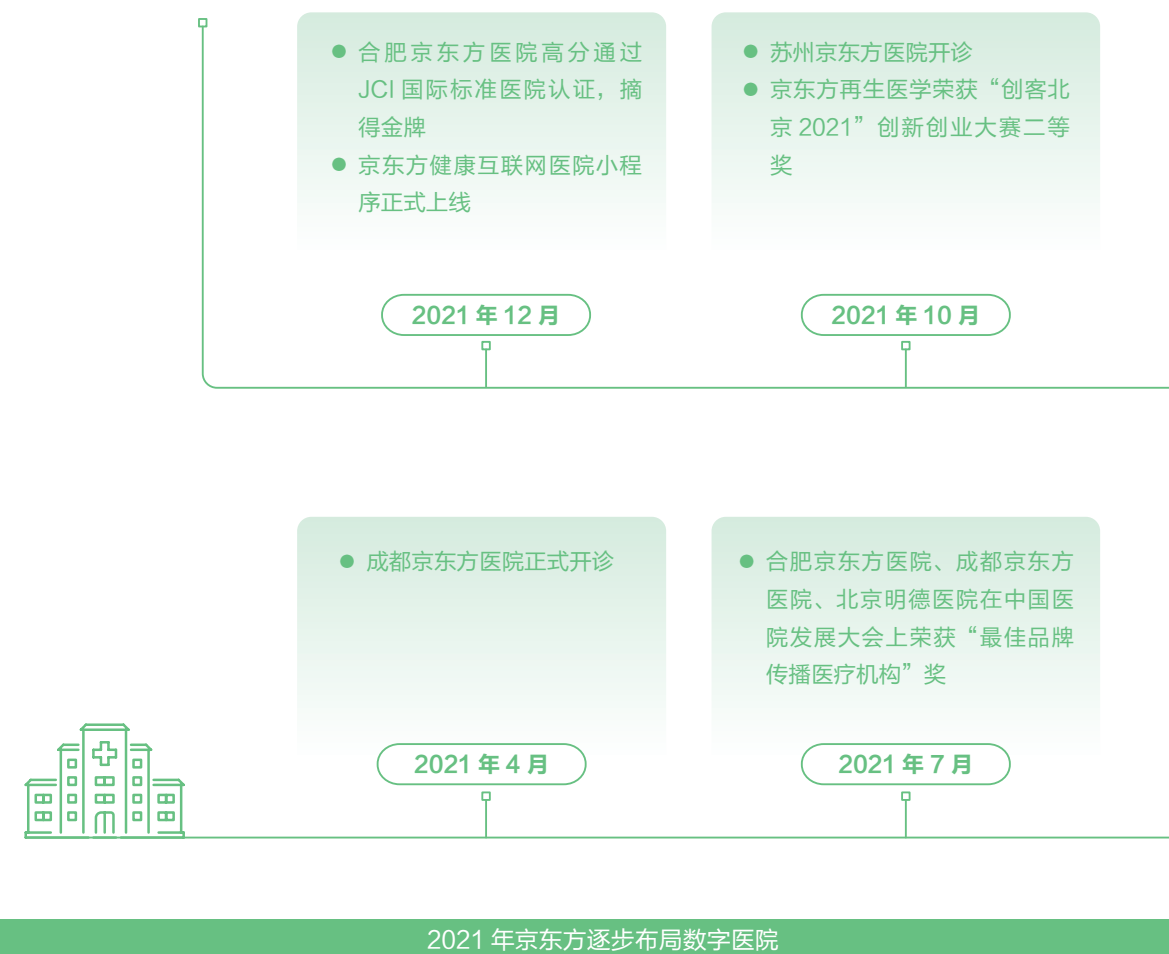 合肥京东方医院高分通过
JCI 国际标准医院认证，摘
得金牌
京东方健康互联网医院小程
序正式上线
2021 年 12 月
苏州京东方医院开诊
京东方再生医学荣获“创客北
京 2021”创新创业大赛二等
奖
2021 年 10 月
成都京东方医院正式开诊
2021 年 4 月
合肥京东方医院、成都京东方
医院、北京明德医院在中国医
院发展大会上荣获“最佳品牌
传播医疗机构”奖
2021 年 7 月
2021 年京东方逐步布局数字医院